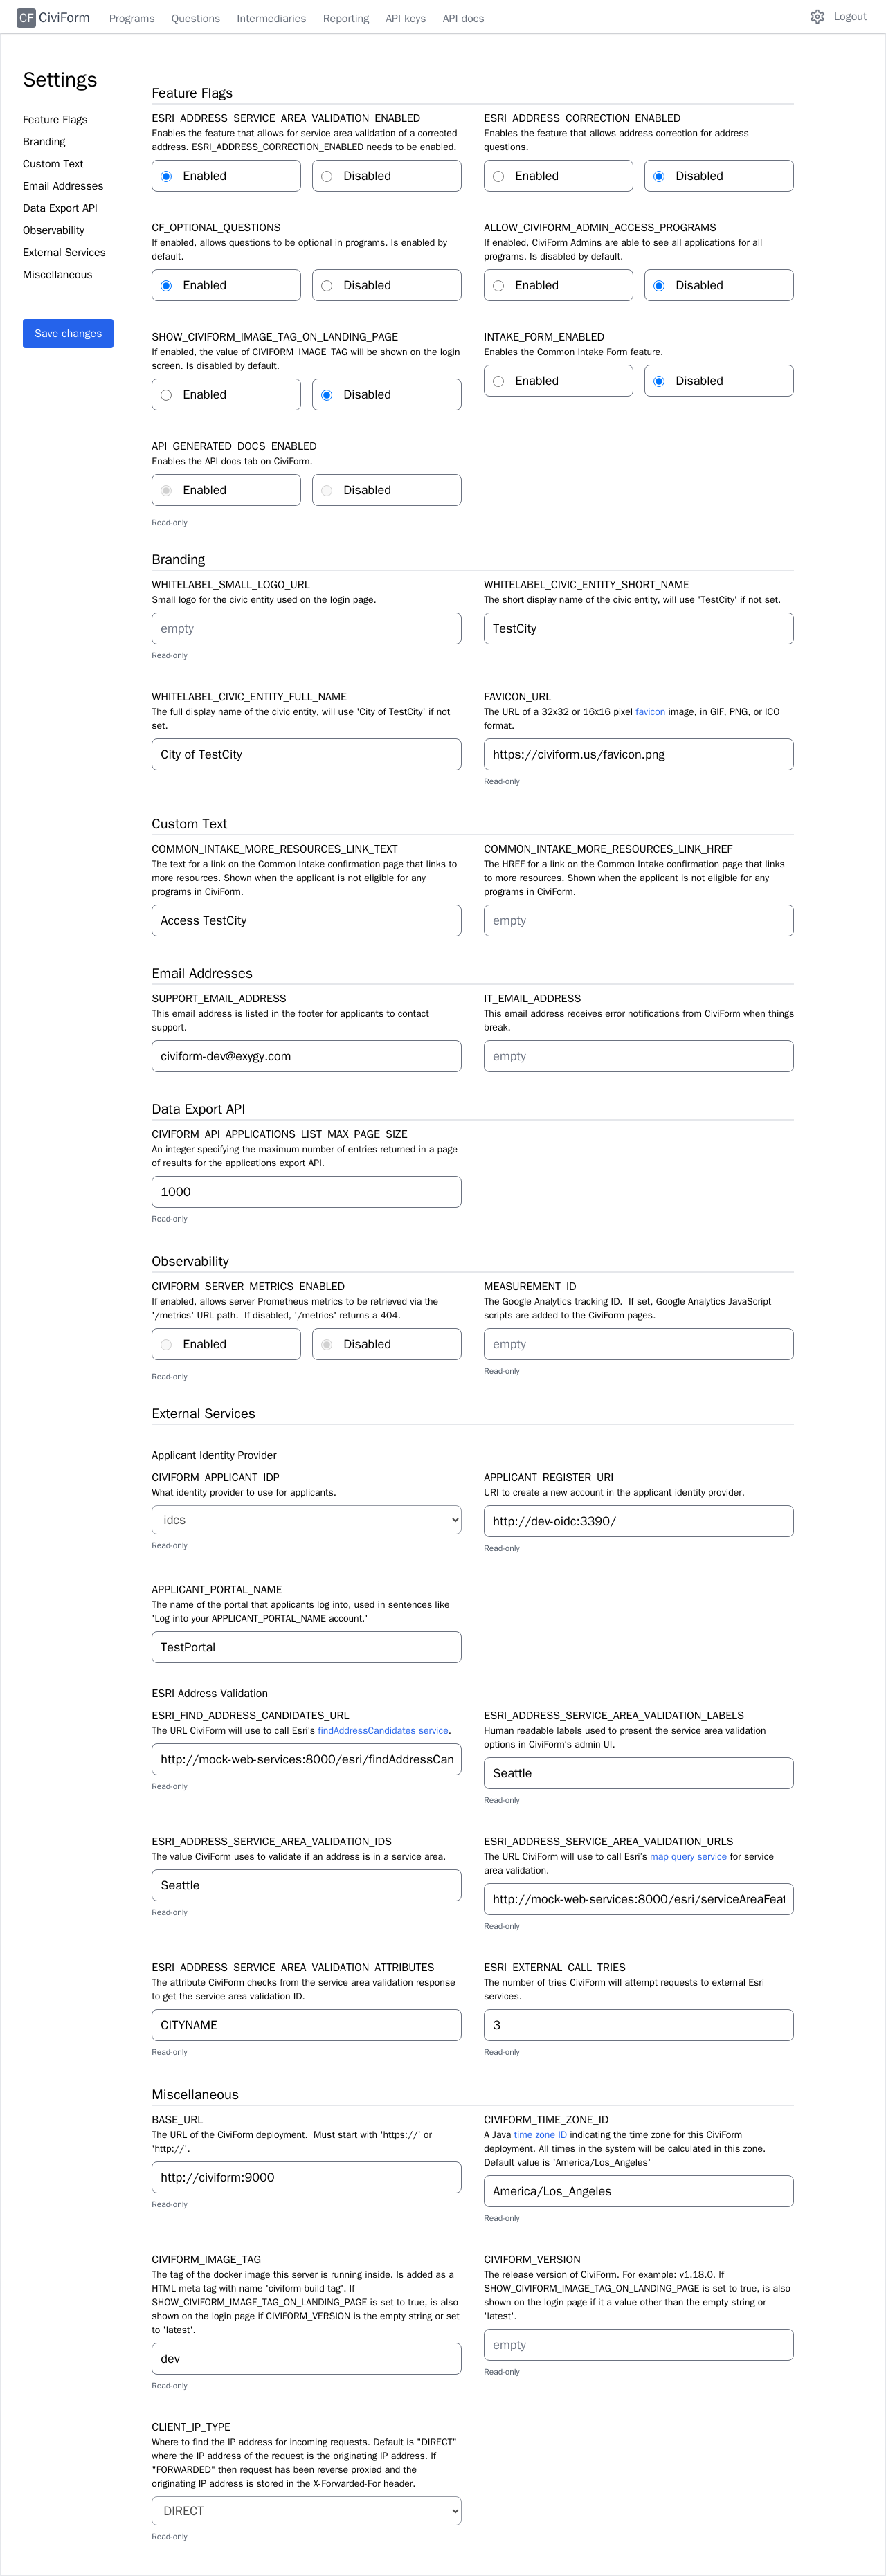 CF CiviForm Programs Questions Intermediaries Reporting API keys API docs Logout
Settings
Feature Flags
Branding
Custom Text
Email Addresses
Data Export API
Observability
External Services
Miscellaneous
Save changes
Feature Flags
ESRI_ADDRESS_SERVICE_AREA_VALIDATION_ENABLED
Enables the feature that allows for service area validation of a corrected
address. ESRI_ADDRESS_CORRECTION_ENABLED needs to be enabled.
Enabled Disabled
ESRI_ADDRESS_CORRECTION_ENABLED
Enables the feature that allows address correction for address
questions.
Enabled Disabled
CF_OPTIONAL_QUESTIONS
If enabled, allows questions to be optional in programs. Is enabled by
default.
Enabled Disabled
ALLOW_CIVIFORM_ADMIN_ACCESS_PROGRAMS
If enabled, CiviForm Admins are able to see all applications for all
programs. Is disabled by default.
Enabled Disabled
SHOW_CIVIFORM_IMAGE_TAG_ON_LANDING_PAGE
If enabled, the value of CIVIFORM_IMAGE_TAG will be shown on the login
screen. Is disabled by default.
Enabled Disabled
INTAKE_FORM_ENABLED
Enables the Common Intake Form feature.
Enabled Disabled
API_GENERATED_DOCS_ENABLED
Enables the API docs tab on CiviForm.
Enabled Disabled
Read-only
Branding
WHITELABEL_SMALL_LOGO_URL
Small logo for the civic entity used on the login page.
empty
Read-only
WHITELABEL_CIVIC_ENTITY_SHORT_NAME
The short display name of the civic entity, will use 'TestCity' if not set.
TestCity
WHITELABEL_CIVIC_ENTITY_FULL_NAME
The full display name of the civic entity, will use 'City of TestCity' if not
set.
City of TestCity
FAVICON_URL
The URL of a 32x32 or 16x16 pixel favicon image, in GIF, PNG, or ICO
format.
https://civiform.us/favicon.png
Read-only
Custom Text
COMMON_INTAKE_MORE_RESOURCES_LINK_TEXT
The text for a link on the Common Intake confirmation page that links to
more resources. Shown when the applicant is not eligible for any
programs in CiviForm.
Access TestCity
COMMON_INTAKE_MORE_RESOURCES_LINK_HREF
The HREF for a link on the Common Intake confirmation page that links
to more resources. Shown when the applicant is not eligible for any
programs in CiviForm.
empty
Email Addresses
SUPPORT_EMAIL_ADDRESS
This email address is listed in the footer for applicants to contact
support.
civiform-dev@exygy.com
IT_EMAIL_ADDRESS
This email address receives error notifications from CiviForm when things
break.
empty
Data Export API
CIVIFORM_API_APPLICATIONS_LIST_MAX_PAGE_SIZE
An integer specifying the maximum number of entries returned in a page
of results for the applications export API.
1000
Read-only
Observability
CIVIFORM_SERVER_METRICS_ENABLED
If enabled, allows server Prometheus metrics to be retrieved via the
'/metrics' URL path. If disabled, '/metrics' returns a 404.
Enabled Disabled
Read-only
MEASUREMENT_ID
The Google Analytics tracking ID. If set, Google Analytics JavaScript
scripts are added to the CiviForm pages.
empty
Read-only
External Services
Applicant Identity Provider
CIVIFORM_APPLICANT_IDP
What identity provider to use for applicants.
idcs
Read-only
APPLICANT_REGISTER_URI
URI to create a new account in the applicant identity provider.
http://dev-oidc:3390/
Read-only
APPLICANT_PORTAL_NAME
The name of the portal that applicants log into, used in sentences like
'Log into your APPLICANT_PORTAL_NAME account.'
TestPortal
ESRI Address Validation
ESRI_FIND_ADDRESS_CANDIDATES_URL
The URL CiviForm will use to call Esri's findAddressCandidates service.
http://mock-web-services:8000/esri/findAddressCan
Read-only
ESRI_ADDRESS_SERVICE_AREA_VALIDATION_LABELS
Human readable labels used to present the service area validation
options in CiviForm's admin UI.
Seattle
Read-only
ESRI_ADDRESS_SERVICE_AREA_VALIDATION_IDS
The value CiviForm uses to validate if an address is in a service area.
Seattle
Read-only
ESRI_ADDRESS_SERVICE_AREA_VALIDATION_URLS
The URL CiviForm will use to call Esri's map query service for service
area validation.
http://mock-web-services:8000/esri/serviceAreaFeat
Read-only
ESRI_ADDRESS_SERVICE_AREA_VALIDATION_ATTRIBUTES
The attribute CiviForm checks from the service area validation response
to get the service area validation ID.
CITYNAME
Read-only
ESRI_EXTERNAL_CALL_TRIES
The number of tries CiviForm will attempt requests to external Esri
services.
3
Read-only
Miscellaneous
BASE_URL
The URL of the CiviForm deployment. Must start with 'https://' or
'http://'.
http://civiform:9000
Read-only
CIVIFORM_TIME_ZONE_ID
A Java time zone ID indicating the time zone for this CiviForm
deployment. All times in the system will be calculated in this zone.
Default value is 'America/Los_Angeles'
America/Los_Angeles
Read-only
CIVIFORM_IMAGE_TAG
The tag of the docker image this server is running inside. Is added as a
HTML meta tag with name 'civiform-build-tag'. If
SHOW_CIVIFORM_IMAGE_TAG_ON_LANDING_PAGE is set to true, is also
shown on the login page if CIVIFORM_VERSION is the empty string or set
to 'latest'.
dev
Read-only
CIVIFORM_VERSION
The release version of CiviForm. For example: v1.18.0. If
SHOW_CIVIFORM_IMAGE_TAG_ON_LANDING_PAGE is set to true, is also
shown on the login page if it a value other than the empty string or
'latest'.
empty
Read-only
CLIENT_IP_TYPE
Where to find the IP address for incoming requests. Default is "DIRECT"
where the IP address of the request is the originating IP address. If
"FORWARDED" then request has been reverse proxied and the
originating IP address is stored in the X-Forwarded-For header.
DIRECT
Read-only